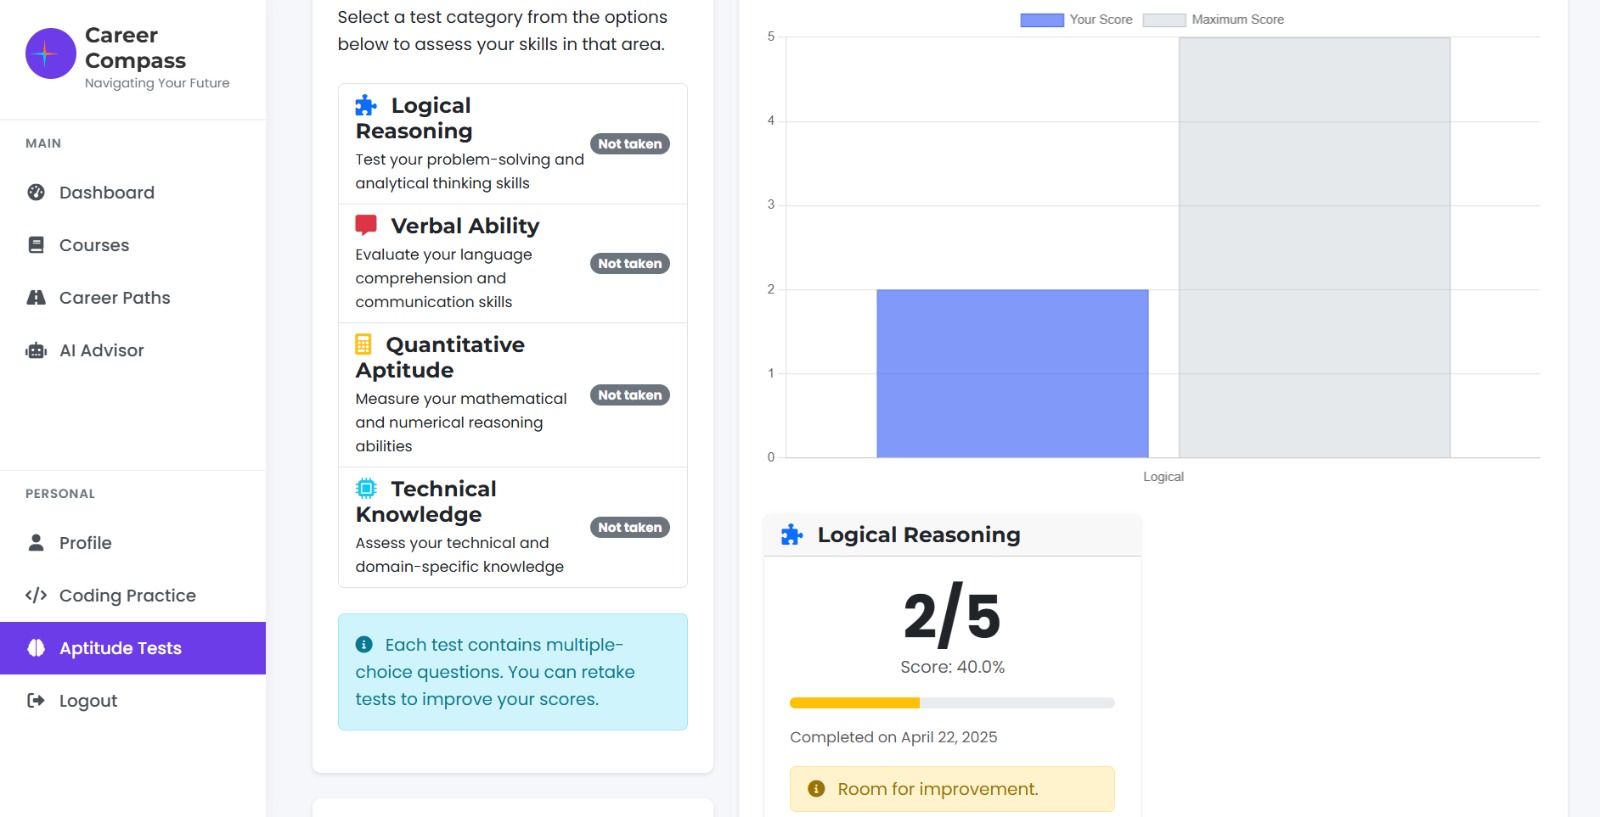 Career
Compass
Navigating Your Future
MAIN
Dashboard
Courses
Career Paths
AI Advisor
PERSONAL
Profile
Coding Practice
Aptitude Tests
Logout
Select a test category from the options
below to assess your skills in that area.
Logical
Reasoning
Test your problem-solving and
analytical thinking skills
Not taken
Verbal Ability
Evaluate your language
comprehension and
communication skills
Not taken
Quantitative
Aptitude
Measure your mathematical
and numerical reasoning
abilities
Not taken
Technical
Knowledge
Assess your technical and
domain-specific knowledge
Not taken
Each test contains multiple-
choice questions. You can retake
tests to improve your scores.
Your Score
Maximum Score
5
4
3
2
1
0
Logical
Logical Reasoning
2/5
Score: 40.0%
Completed on April 22, 2025
Room for improvement.